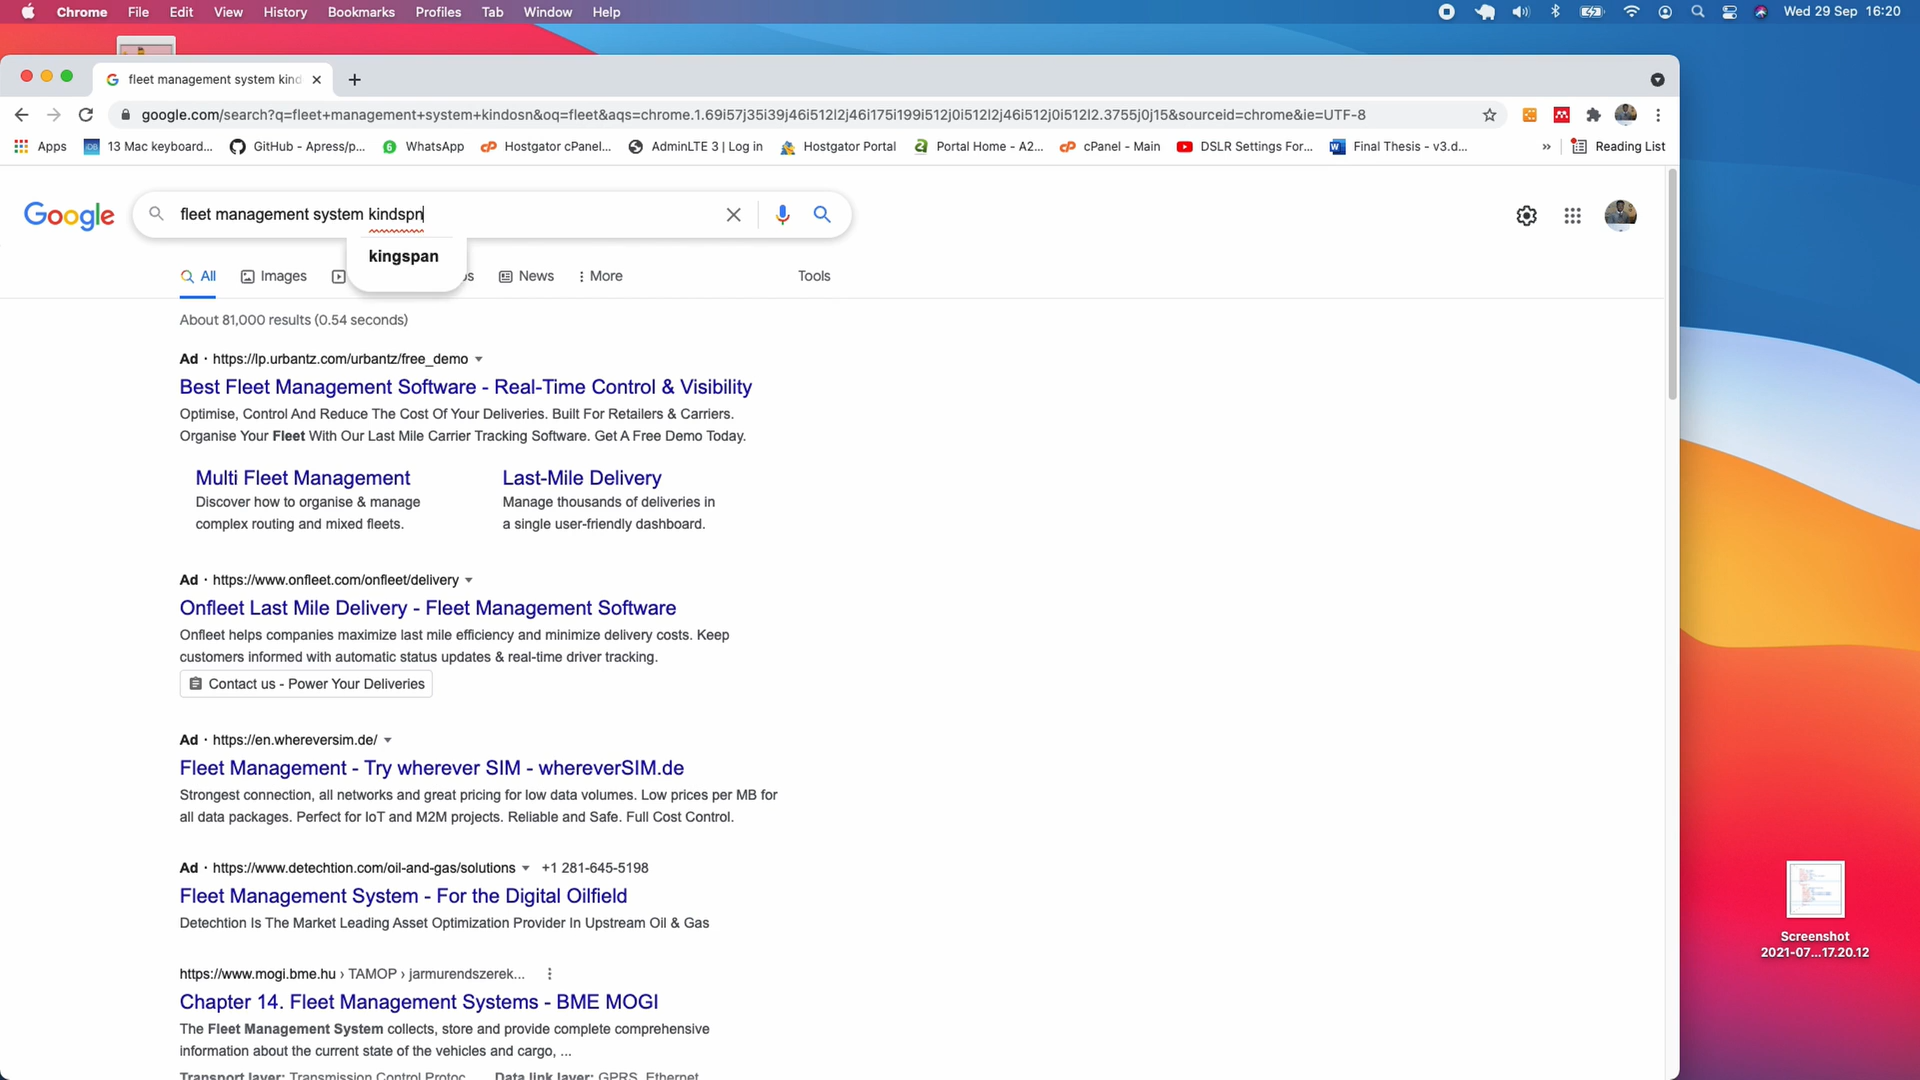 Chrome File Edit View History Bookmarks Profiles Tab Window Help Wed 29 Sep 16:20
fleet management system kind
google.com/search?q=fleet+management+system+kindosn&oq=fleet&aqs=chrome.1.69i57j35i39j46i512l2j46i175i199i512j0i512l2j46i512j0i512l2.3755j0j15&sourceid=chrome&ie=UTF-8
Apps 13 Mac keyboard... GitHub - Apress/p... WhatsApp Hostgator cPanel... AdminLTE 3 | Log in Hostgator Portal Portal Home - A2... cPanel - Main DSLR Settings For... Final Thesis - v3.d... » Reading List
Google fleet management system kindspn
kingspan
All Images s News More Tools
About 81,000 results (0.54 seconds)
Ad · https://lp.urbantz.com/urbantz/free_demo
Best Fleet Management Software - Real-Time Control & Visibility
Optimise, Control And Reduce The Cost Of Your Deliveries. Built For Retailers & Carriers.
Organise Your Fleet With Our Last Mile Carrier Tracking Software. Get A Free Demo Today.
Multi Fleet Management Last-Mile Delivery
Discover how to organise & manage Manage thousands of deliveries in
complex routing and mixed fleets. a single user-friendly dashboard.
Ad · https://www.onfleet.com/onfleet/delivery
Onfleet Last Mile Delivery - Fleet Management Software
Onfleet helps companies maximize last mile efficiency and minimize delivery costs. Keep
customers informed with automatic status updates & real-time driver tracking.
Contact us - Power Your Deliveries
Ad · https://en.whereversim.de/
Fleet Management - Try wherever SIM - whereverSIM.de
Strongest connection, all networks and great pricing for low data volumes. Low prices per MB for
all data packages. Perfect for IoT and M2M projects. Reliable and Safe. Full Cost Control.
Ad · https://www.detechtion.com/oil-and-gas/solutions +1 281-645-5198
Fleet Management System - For the Digital Oilfield
Detechtion Is The Market Leading Asset Optimization Provider In Upstream Oil & Gas
https://www.mogi.bme.hu › TAMOP › jarmurendszerek...
Chapter 14. Fleet Management Systems - BME MOGI
The Fleet Management System collects, store and provide complete comprehensive
information about the current state of the vehicles and cargo, ...
Transport layer: Transmission Control Protoc... Data link layer: GPRS, Ethernet
Screenshot
2021-07...17.20.12